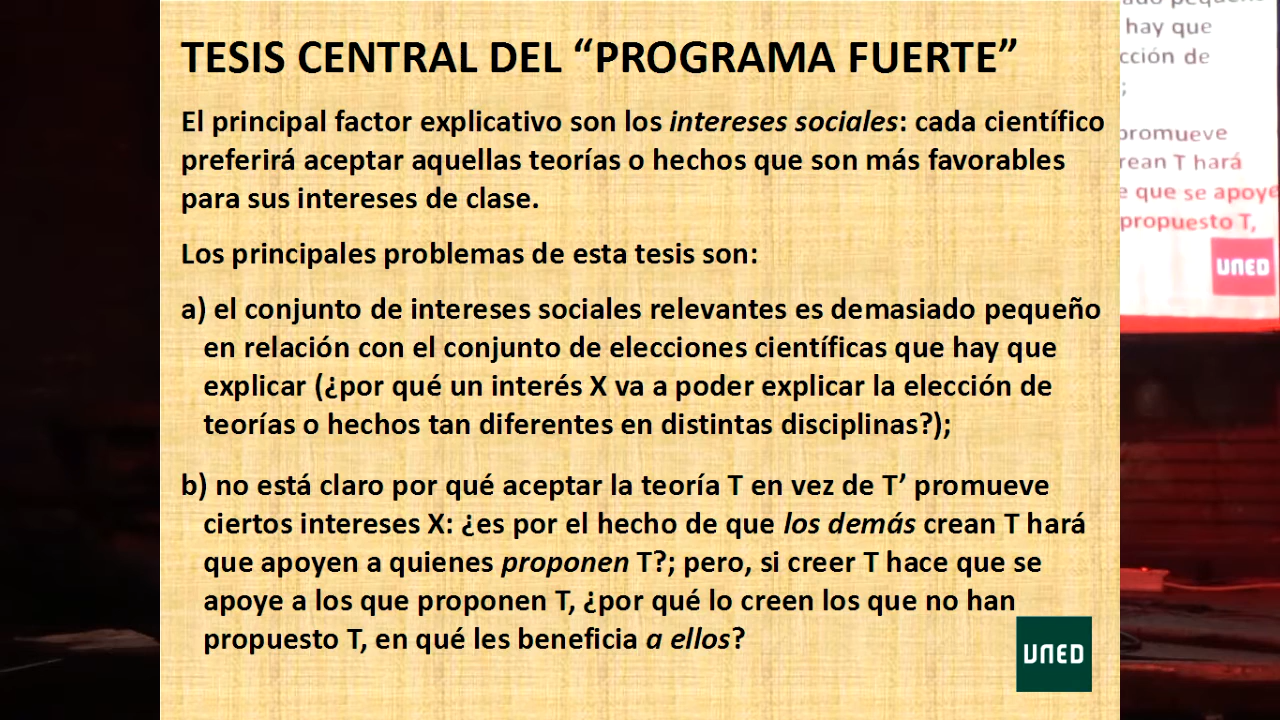 TESIS CENTRAL DEL “PROGRAMA FUERTE”
El principal factor explicativo son los intereses sociales: cada científico
preferirá aceptar aquellas teorías o hechos que son más favorables
para sus intereses de clase.
Los principales problemas de esta tesis son:
a) el conjunto de intereses sociales relevantes es demasiado pequeño
en relación con el conjunto de elecciones científicas que hay que
explicar (¿por qué un interés X va a poder explicar la elección de
teorías o hechos tan diferentes en distintas disciplinas?);
b) no está claro por qué aceptar la teoría T en vez de T’ promueve
ciertos intereses X: ¿es por el hecho de que los demás crean T hará
que apoyen a quienes proponen T?; pero, si creer T hace que se
apoye a los que proponen T, ¿por qué lo creen los que no han
propuesto T, en qué les beneficia a ellos?
UNED
hay que
cción de
;
promueve
rean T hará
que se apoye
propuesto T,
UNED